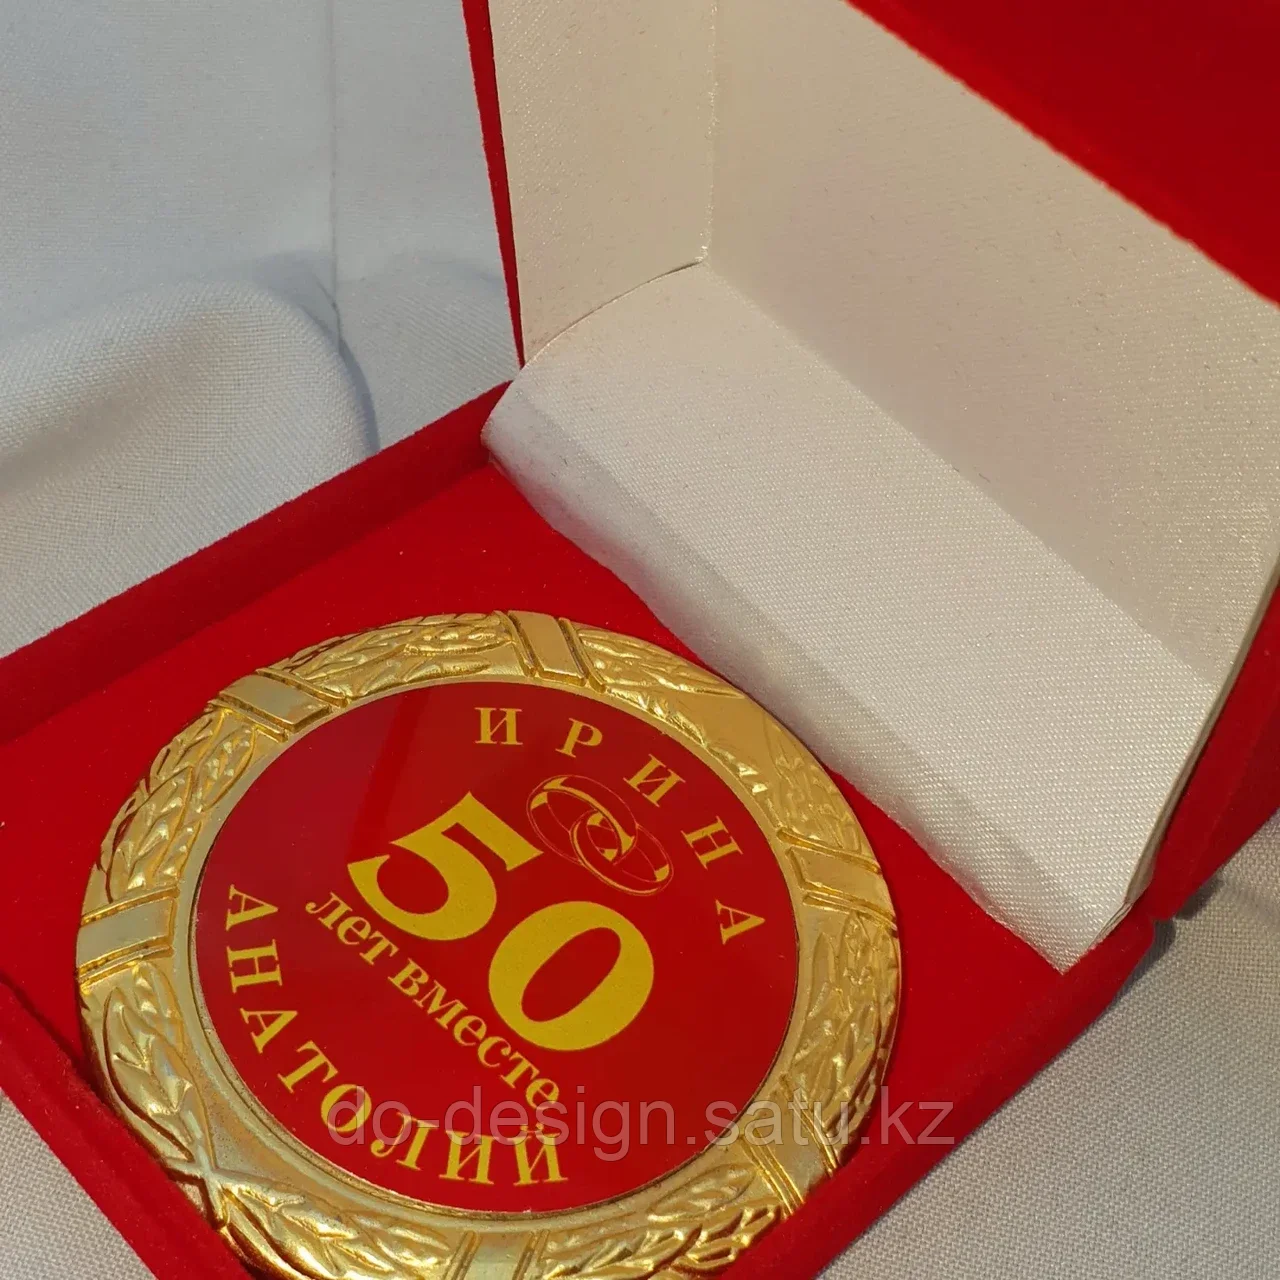 ИРИНА
50
лет вместе
АНАТОЛИЙ
do-design.satu.kz